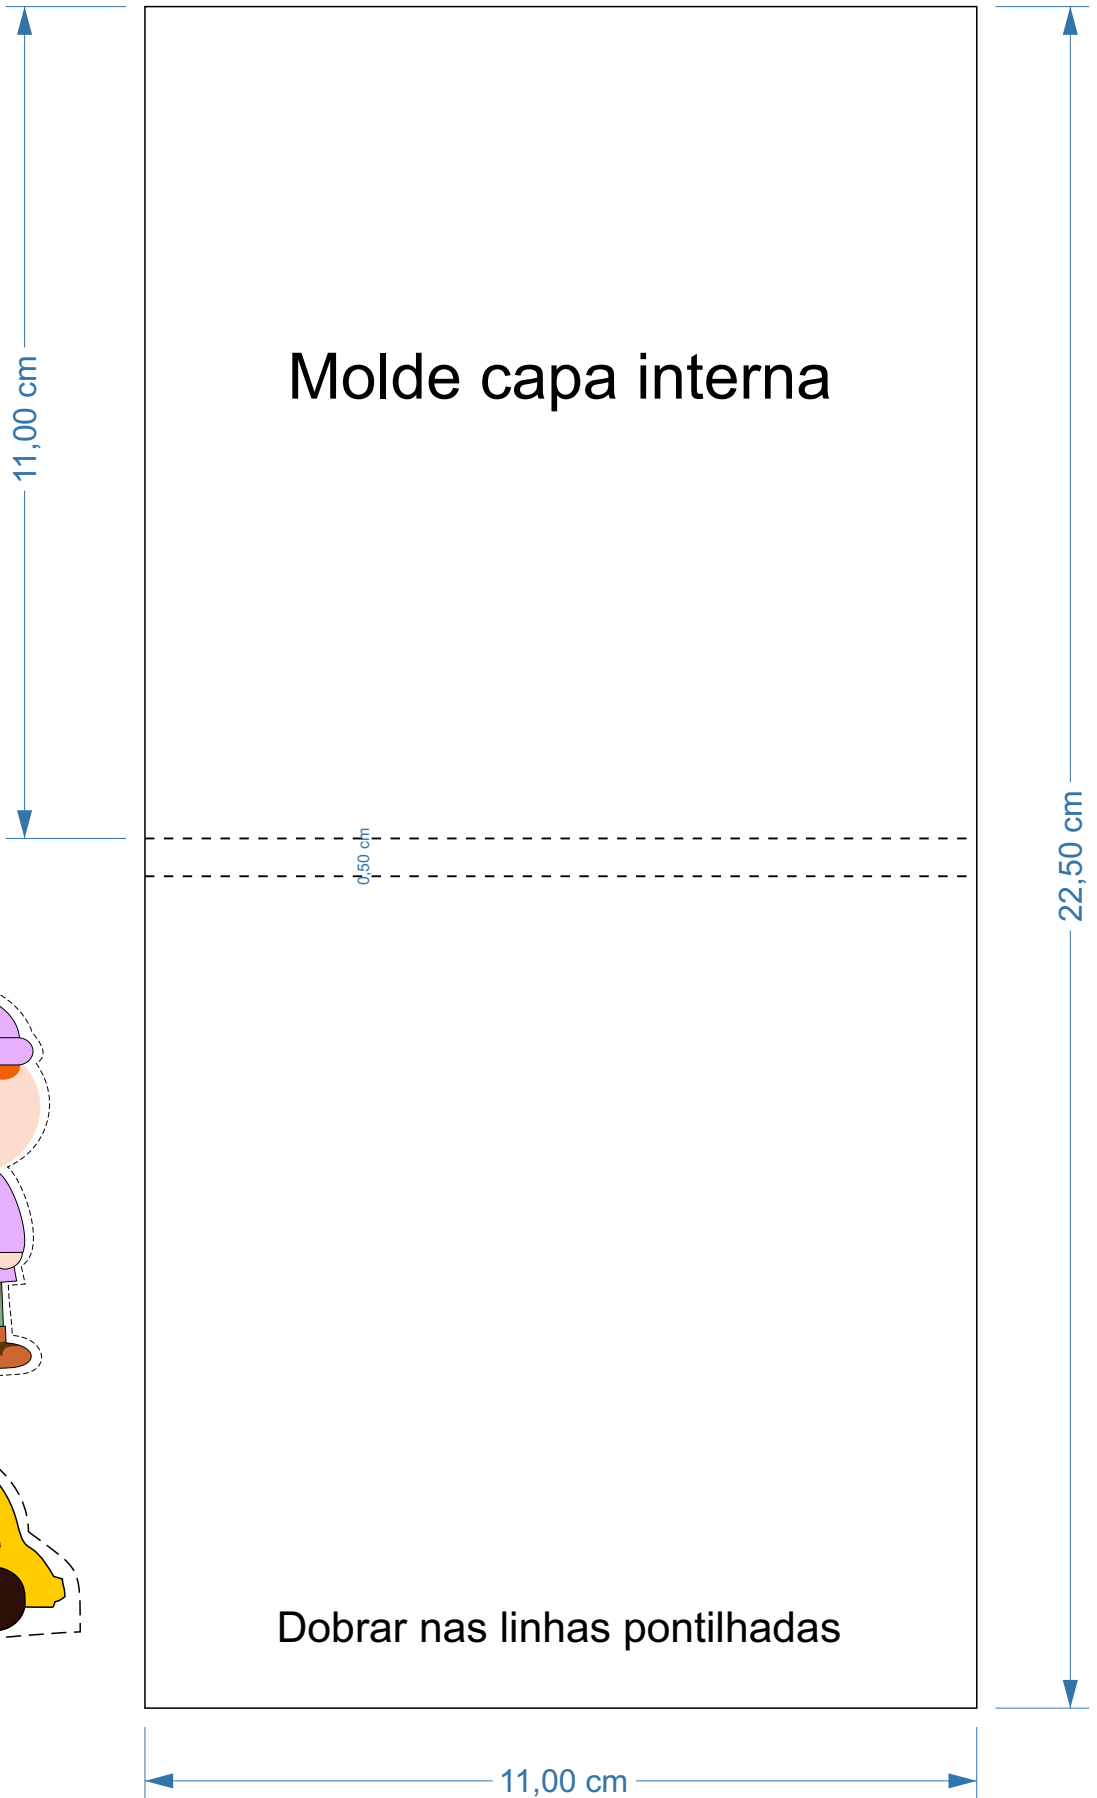 11,00 cm
Molde capa interna
0,50 cm
22,50 cm
Dobrar nas linhas pontilhadas
11,00 cm